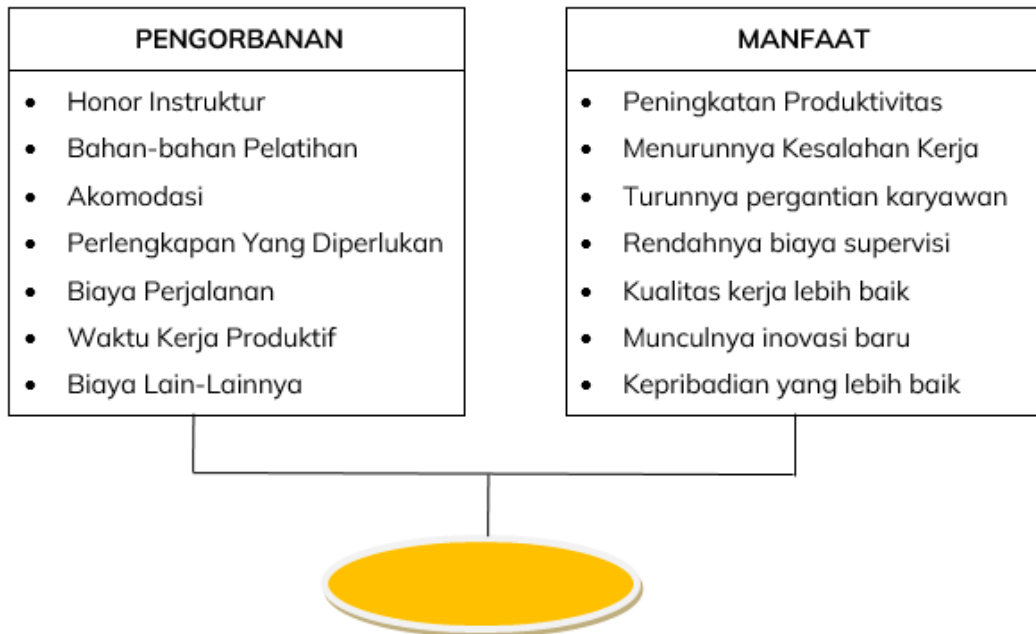 PENGORBANAN
• Honor Instruktur
• Bahan-bahan Pelatihan
• Akomodasi
• Perlengkapan Yang Diperlukan
• Biaya Perjalanan
• Waktu Kerja Produktif
• Biaya Lain-Lainnya
MANFAAT
• Peningkatan Produktivitas
• Menurunnya Kesalahan Kerja
• Turunnya pergantian karyawan
• Rendahnya biaya supervisi
• Kualitas kerja lebih baik
• Munculnya inovasi baru
• Kepribadian yang lebih baik